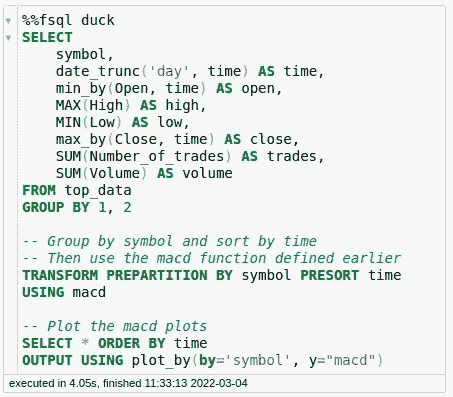 %%fsql duck
SELECT
    symbol,
    date_trunc('day', time) AS time,
    min_by(Open, time) AS open,
    MAX(High) AS high,
    MIN(Low) AS low,
    max_by(Close, time) AS close,
    SUM(Number_of_trades) AS trades,
    SUM(Volume) AS volume
FROM top_data
GROUP BY 1, 2

-- Group by symbol and sort by time
-- Then use the macd function defined earlier
TRANSFORM PREPARTITION BY symbol PRESORT time
USING macd

-- Plot the macd plots
SELECT * ORDER BY time
OUTPUT USING plot_by(by='symbol', y="macd")
executed in 4.05s, finished 11:33:13 2022-03-04